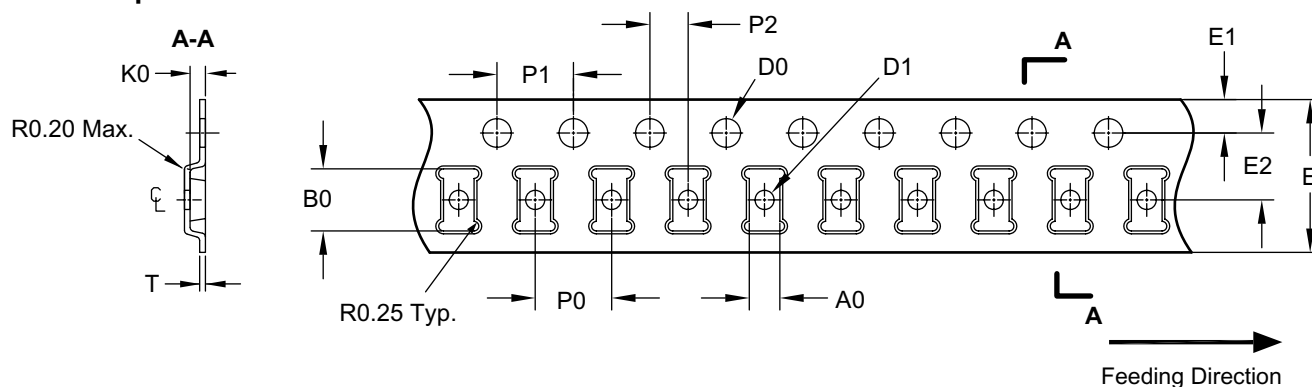 P2
A-A
A
E1
K0
P1
D0
D1
R0.20 Max.
E2
E
B0
C
L
T
P0
A0
R0.25 Typ.
A
Feeding Direction